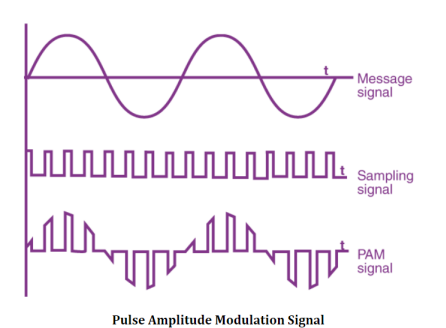 t
Message
signal
t
Sampling
signal
t
PAM
signal
Pulse Amplitude Modulation Signal